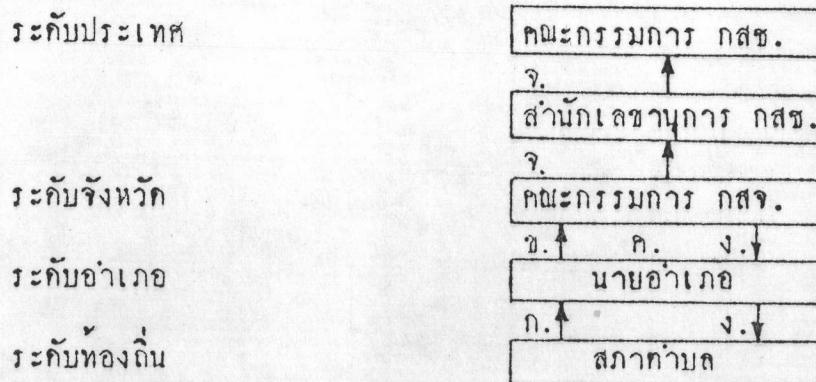 ระดับประเทศ คณะกรรมการ กสช.
จ.
สำนักเลขานุการ กสช.
จ.
ระดับจังหวัด คณะกรรมการ กสจ.
ข. ค. ง.
ระดับอำเภอ นายอำเภอ
ก. ง.
ระดับท้องถิ่น สภาตำบล